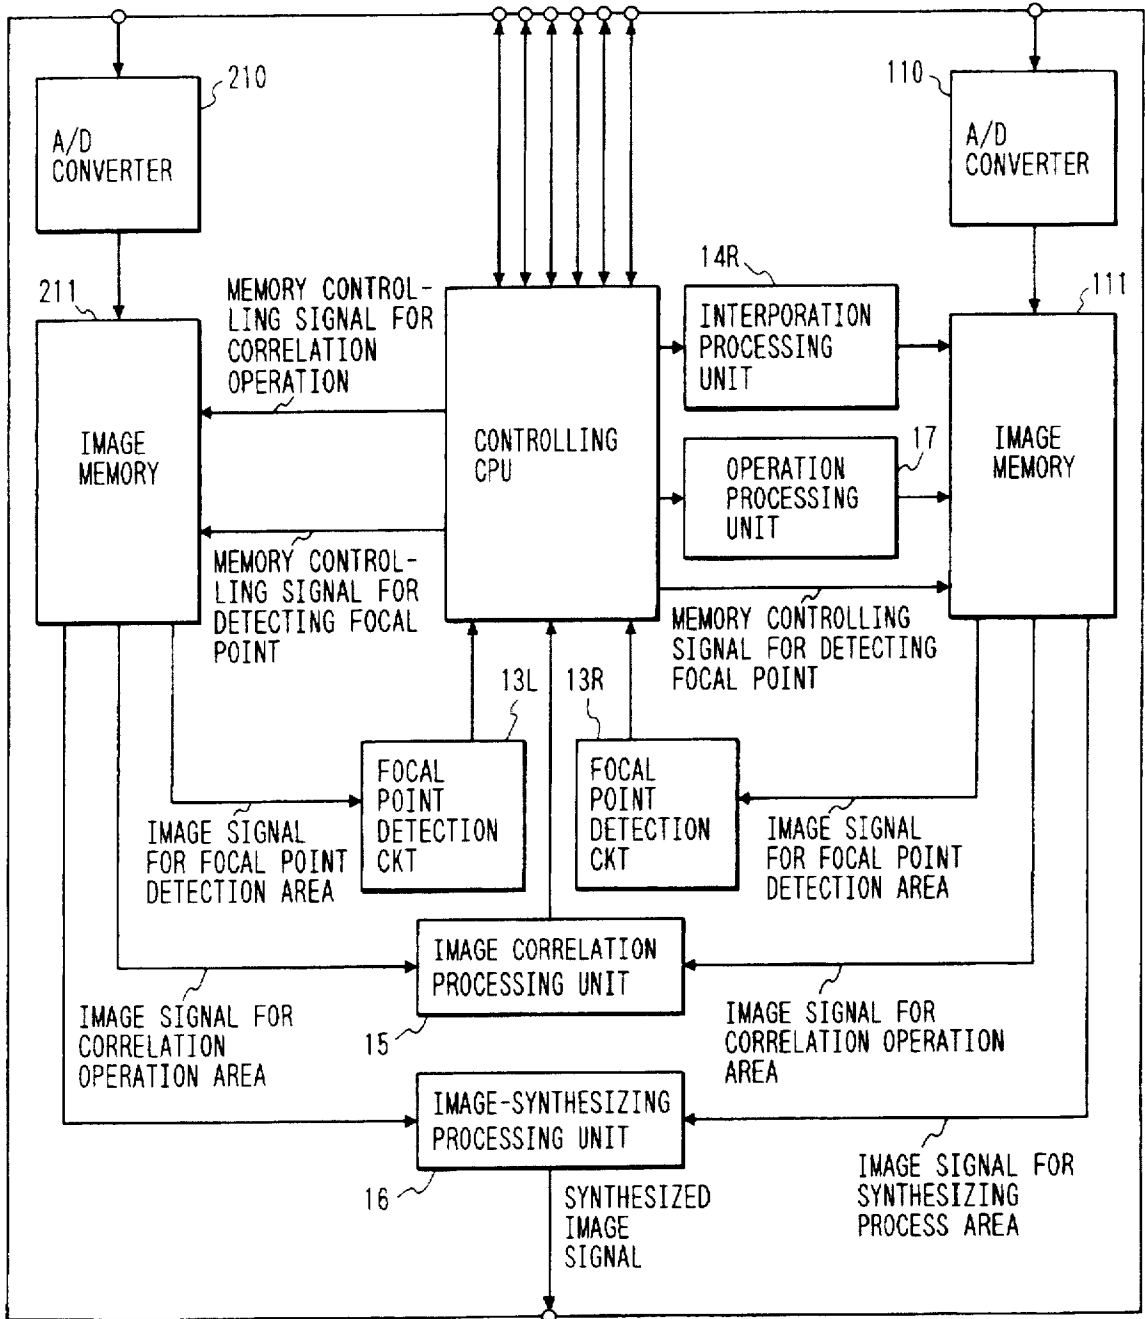 210
A/D
CONVERTER
110
A/D
CONVERTER
211
IMAGE
MEMORY
MEMORY CONTROL-
LING SIGNAL FOR
CORRELATION
OPERATION
MEMORY CONTROL-
LING SIGNAL FOR
DETECTING FOCAL
POINT
CONTROLLING
CPU
14R
INTERPORATION
PROCESSING
UNIT
17
OPERATION
PROCESSING
UNIT
111
IMAGE
MEMORY
MEMORY CONTROLLING
SIGNAL FOR DETECTING
FOCAL POINT
13L
FOCAL
POINT
DETECTION
CKT
13R
FOCAL
POINT
DETECTION
CKT
IMAGE SIGNAL
FOR FOCAL POINT
DETECTION AREA
IMAGE SIGNAL
FOR FOCAL POINT
DETECTION AREA
IMAGE CORRELATION
PROCESSING UNIT
15
IMAGE SIGNAL FOR
CORRELATION
OPERATION AREA
IMAGE SIGNAL FOR
CORRELATION OPERATION
AREA
IMAGE-SYNTHESIZING
PROCESSING UNIT
16
SYNTHESIZED
IMAGE
SIGNAL
IMAGE SIGNAL FOR
SYNTHESIZING
PROCESS AREA